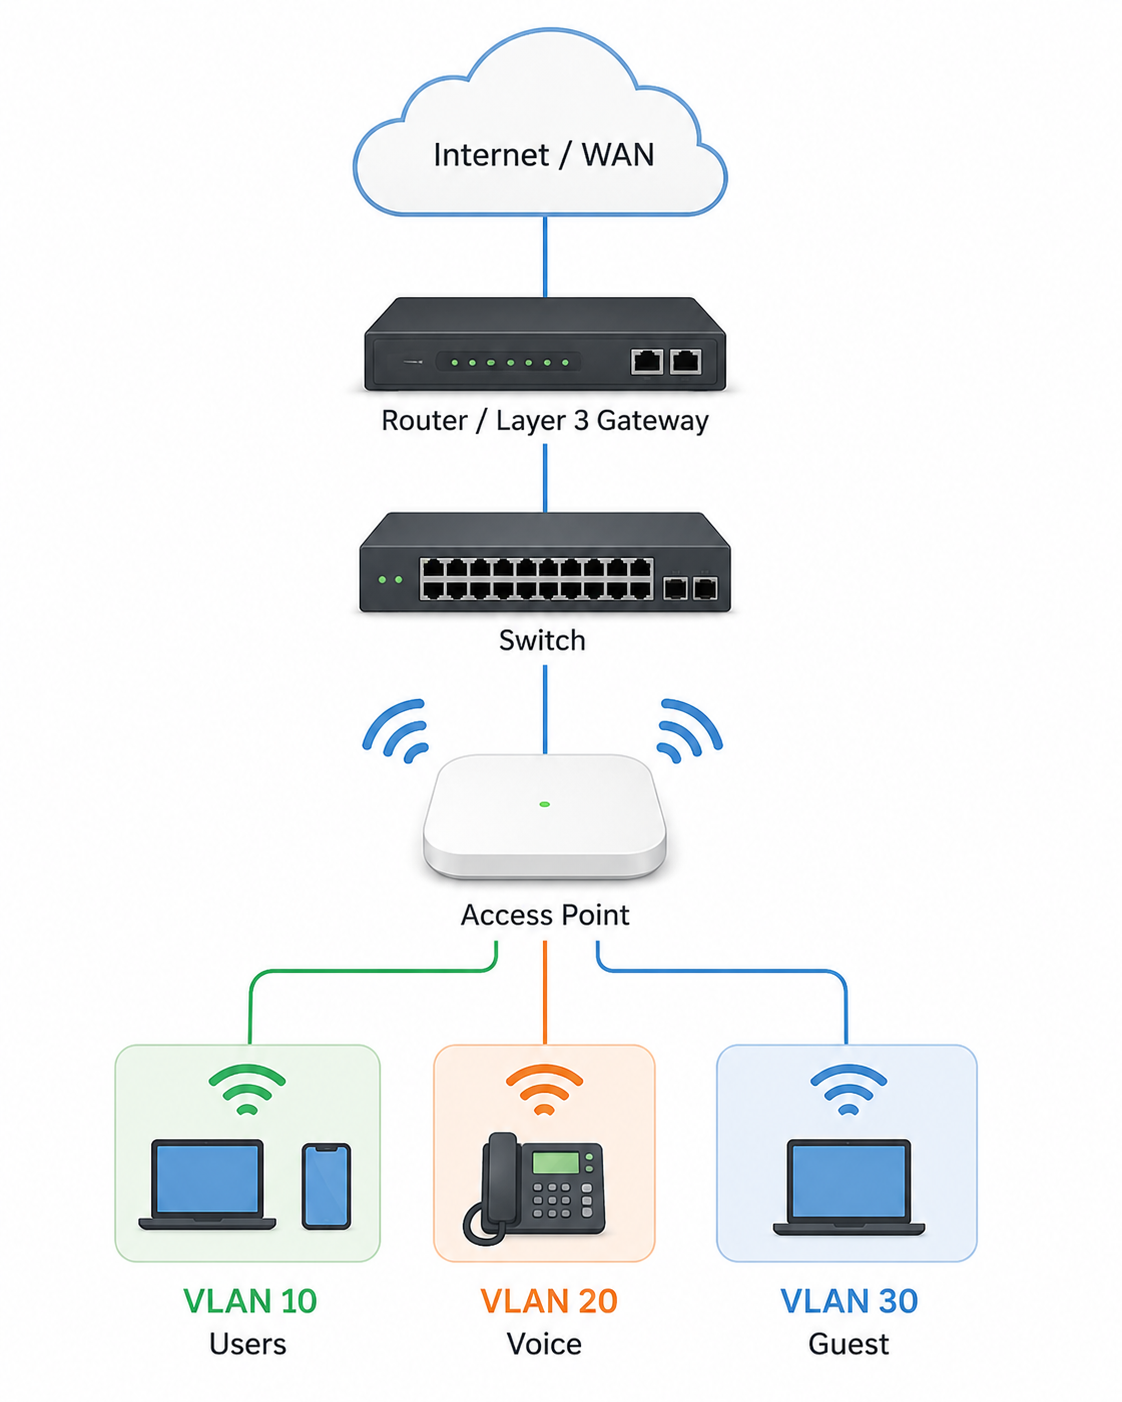 Internet / WAN
Router / Layer 3 Gateway
Switch
Access Point
VLAN 10
Users
VLAN 20
Voice
VLAN 30
Guest